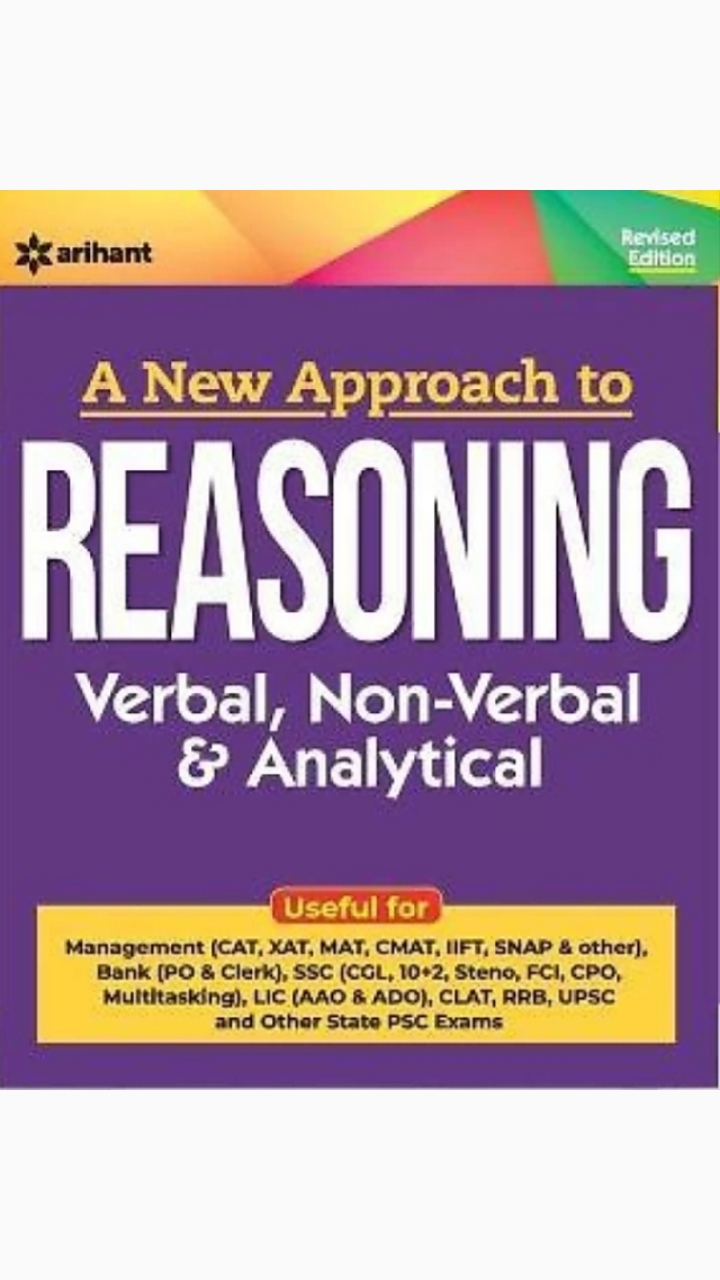 arihant
Revised
Edition
A New Approach to
REASONING
Verbal, Non-Verbal
& Analytical
Useful for
Management (CAT, XAT, MAT, CMAT, IIFT, SNAP & other),
Bank (PO & Clerk), SSC (CGL, 10+2, Steno, FCI, CPO,
Multitasking), LIC (AAO & ADO), CLAT, RRB, UPSC
and Other State PSC Exams